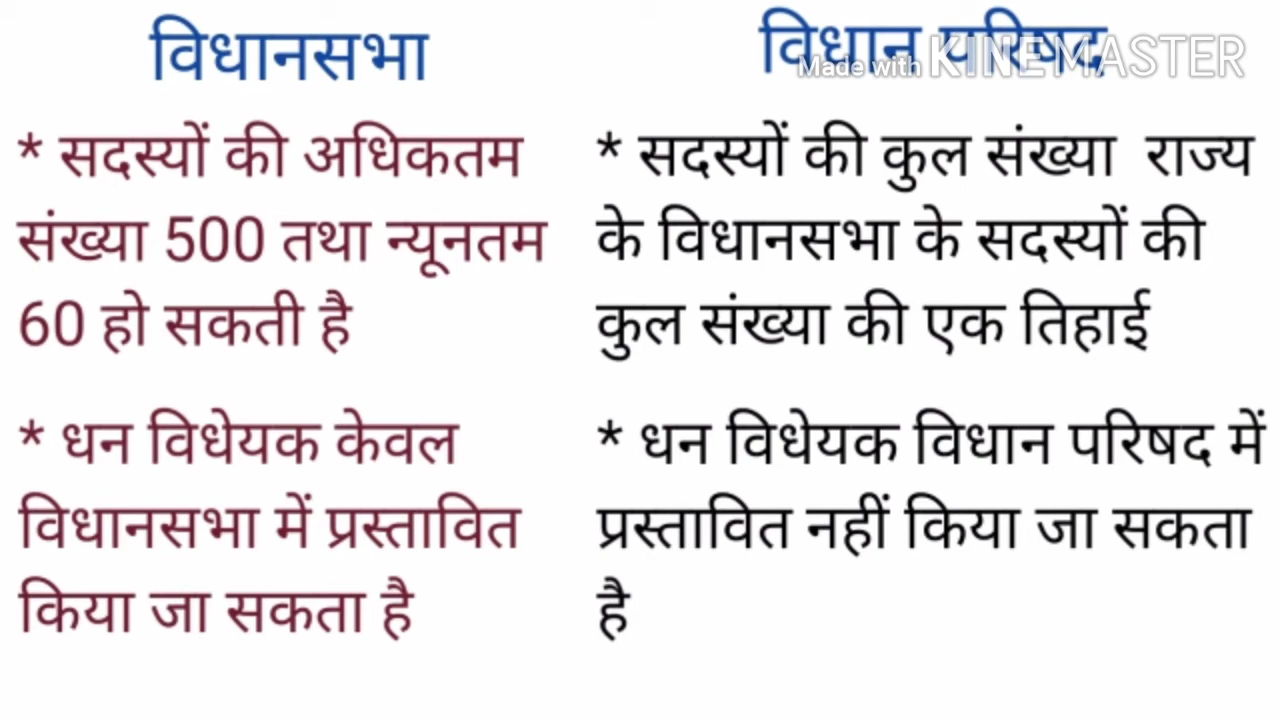 विधानसभा
* सदस्यों की अधिकतम
संख्या 500 तथा न्यूनतम
60 हो सकती है
* धन विधेयक केवल
विधानसभा में प्रस्तावित
किया जा सकता है
विधान परिषद
Made with KINEMASTER
* सदस्यों की कुल संख्या राज्य
के विधानसभा के सदस्यों की
कुल संख्या की एक तिहाई
* धन विधेयक विधान परिषद में
प्रस्तावित नहीं किया जा सकता
है